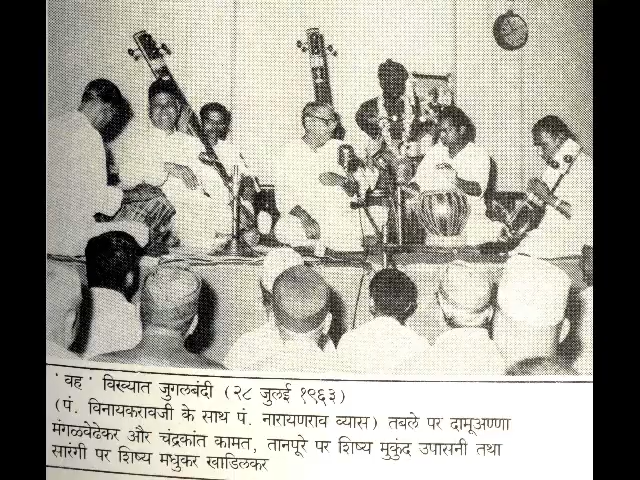 ' वह ' विख्यात जुगलबंदी (२८ जुलई १९६३)
(पं. विनायकरावजी के साथ पं. नारायणराव व्यास) तबले पर दामूअण्णा
मंगळवेढेकर और चंद्रकांत कामत, तानपूरे पर शिष्य मुकुंद उपासनी तथा
सारंगी पर शिष्य मधुकर खाडिलकर